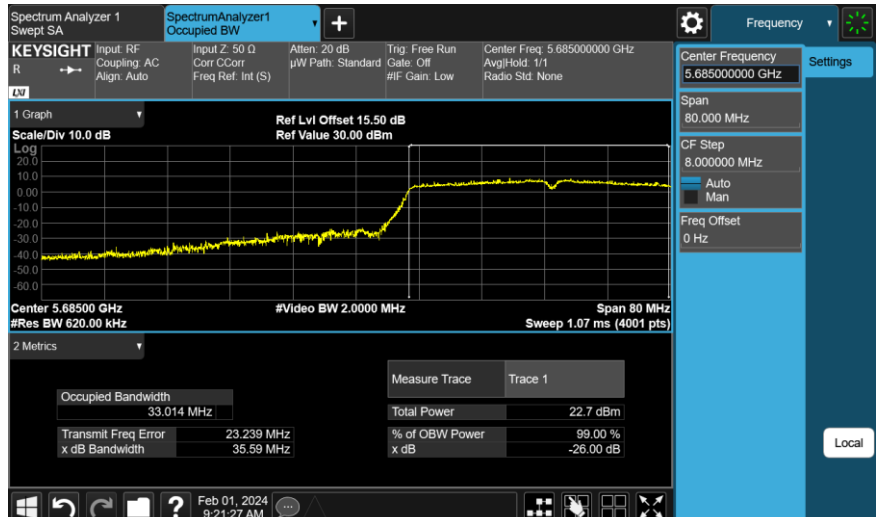 Spectrum Analyzer 1
Swept SA
SpectrumAnalyzer1
Occupied BW
Frequency
KEYSIGHT
R
LXI
Input: RF
Coupling: AC
Align: Auto
Input Z: 50 Ω
Corr CCorr
Freq Ref: Int (S)
Atten: 20 dB
µW Path: Standard
Trig: Free Run
Gate: Off
#IF Gain: Low
Center Freq: 5.685000000 GHz
Avg|Hold: 1/1
Radio Std: None
Center Frequency
5.685000000 GHz
Settings
Span
80.000 MHz
CF Step
8.000000 MHz
Auto
Man
Freq Offset
0 Hz
Local
1 Graph
Scale/Div 10.0 dB
Ref Lvl Offset 15.50 dB
Ref Value 30.00 dBm
Log
20.0
10.0
0.00
-10.0
-20.0
-30.0
-40.0
-50.0
-60.0
Center 5.68500 GHz
#Video BW 2.0000 MHz
Span 80 MHz
#Res BW 620.00 kHz
Sweep 1.07 ms (4001 pts)
2 Metrics
Measure Trace Trace 1
Occupied Bandwidth
33.014 MHz
Total Power 22.7 dBm
Transmit Freq Error 23.239 MHz
% of OBW Power 99.00 %
x dB Bandwidth 35.59 MHz
x dB -26.00 dB
?
Feb 01, 2024
9:21:27 AM